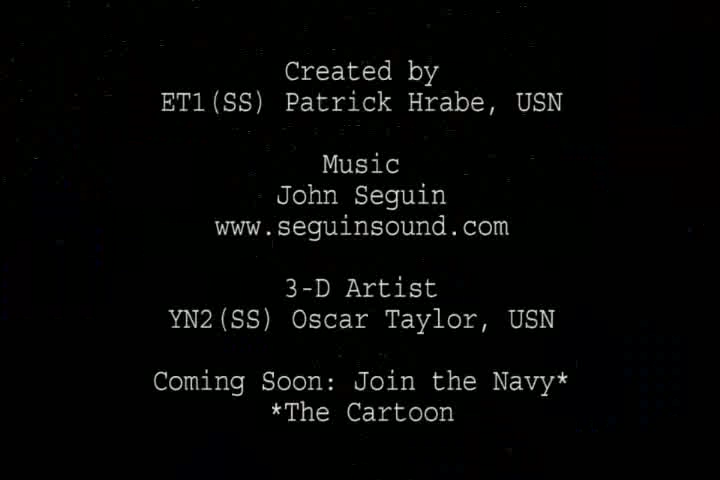 Created by
ET1(SS) Patrick Hrabe, USN
Music
John Seguin
www.seguinsound.com
3-D Artist
YN2(SS) Oscar Taylor, USN
Coming Soon: Join the Navy*
*The Cartoon